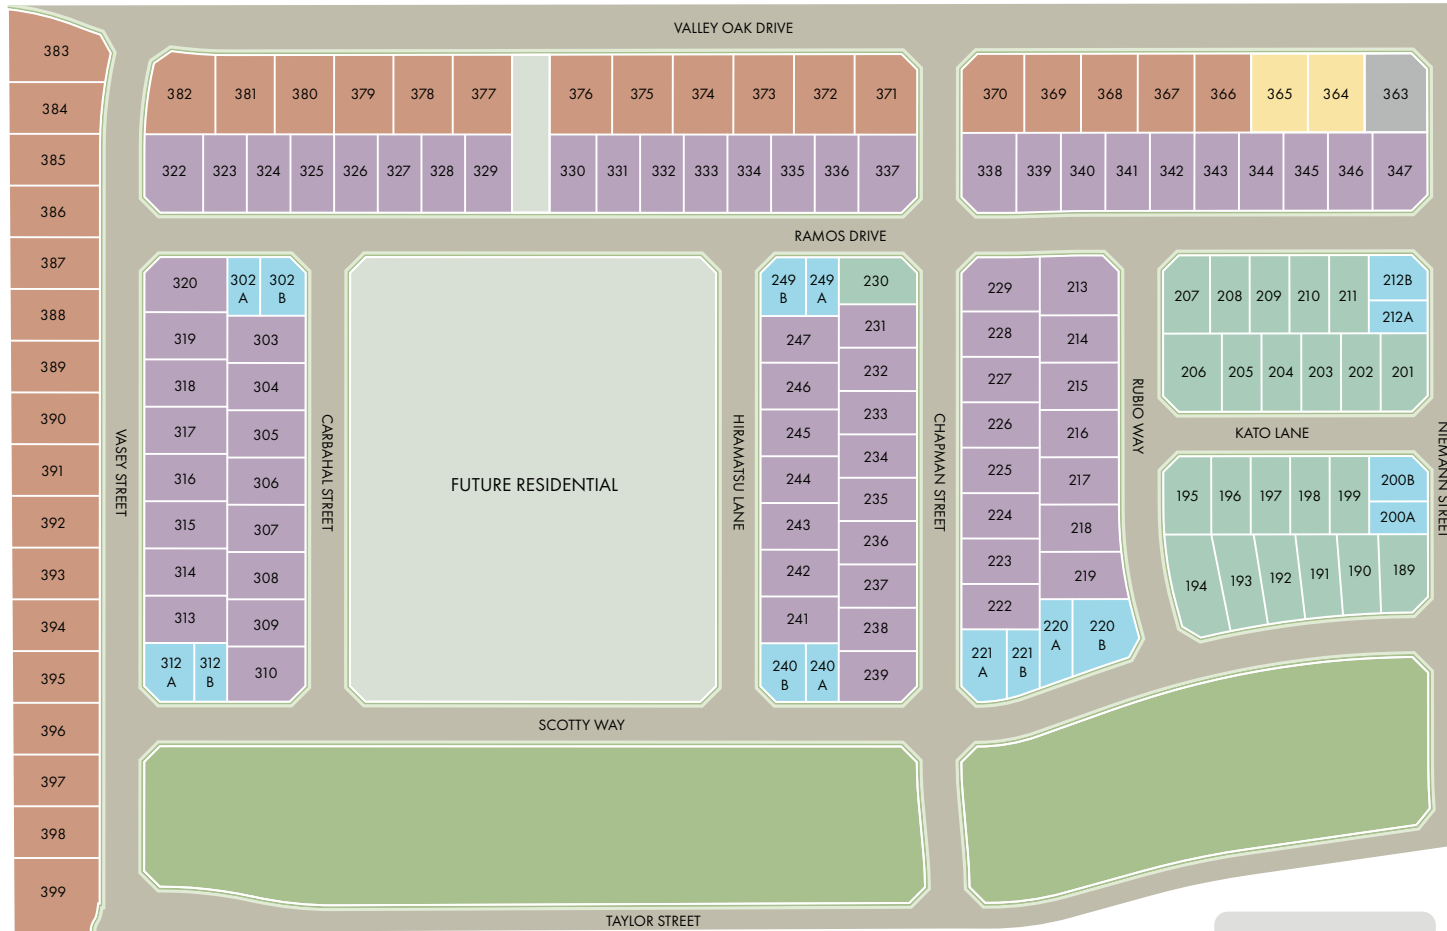 VALLEY OAK DRIVE
383
384
385
386
387
388
389
390
391
392
393
394
395
396
397
398
399
382 381 380 379 378 377
376 375 374 373 372 371
370 369 368 367 366 365 364 363
322 323 324 325 326 327 328 329
330 331 332 333 334 335 336 337
338 339 340 341 342 343 344 345 346 347
RAMOS DRIVE
VASEY STREET
320
319
318
317
316
315
314
313
312
A
312
B
302
A
302
B
303
304
305
306
307
308
309
310
CARBAHAL STREET
FUTURE RESIDENTIAL
HIRAMATSU LANE
249
B
249
A
247
246
245
244
243
242
241
240
B
240
A
230
231
232
233
234
235
236
237
238
239
CHAPMAN STREET
229
228
227
226
225
224
223
222
221
A
221
B
213
214
215
216
217
218
219
220
A
220
B
RUBIO WAY
207 208 209 210 211 212B
212A
206 205 204 203 202 201
KATO LANE
195 196 197 198 199 200B
200A
194 193 192 191 190 189
NIEMANN STREET
SCOTTY WAY
TAYLOR STREET